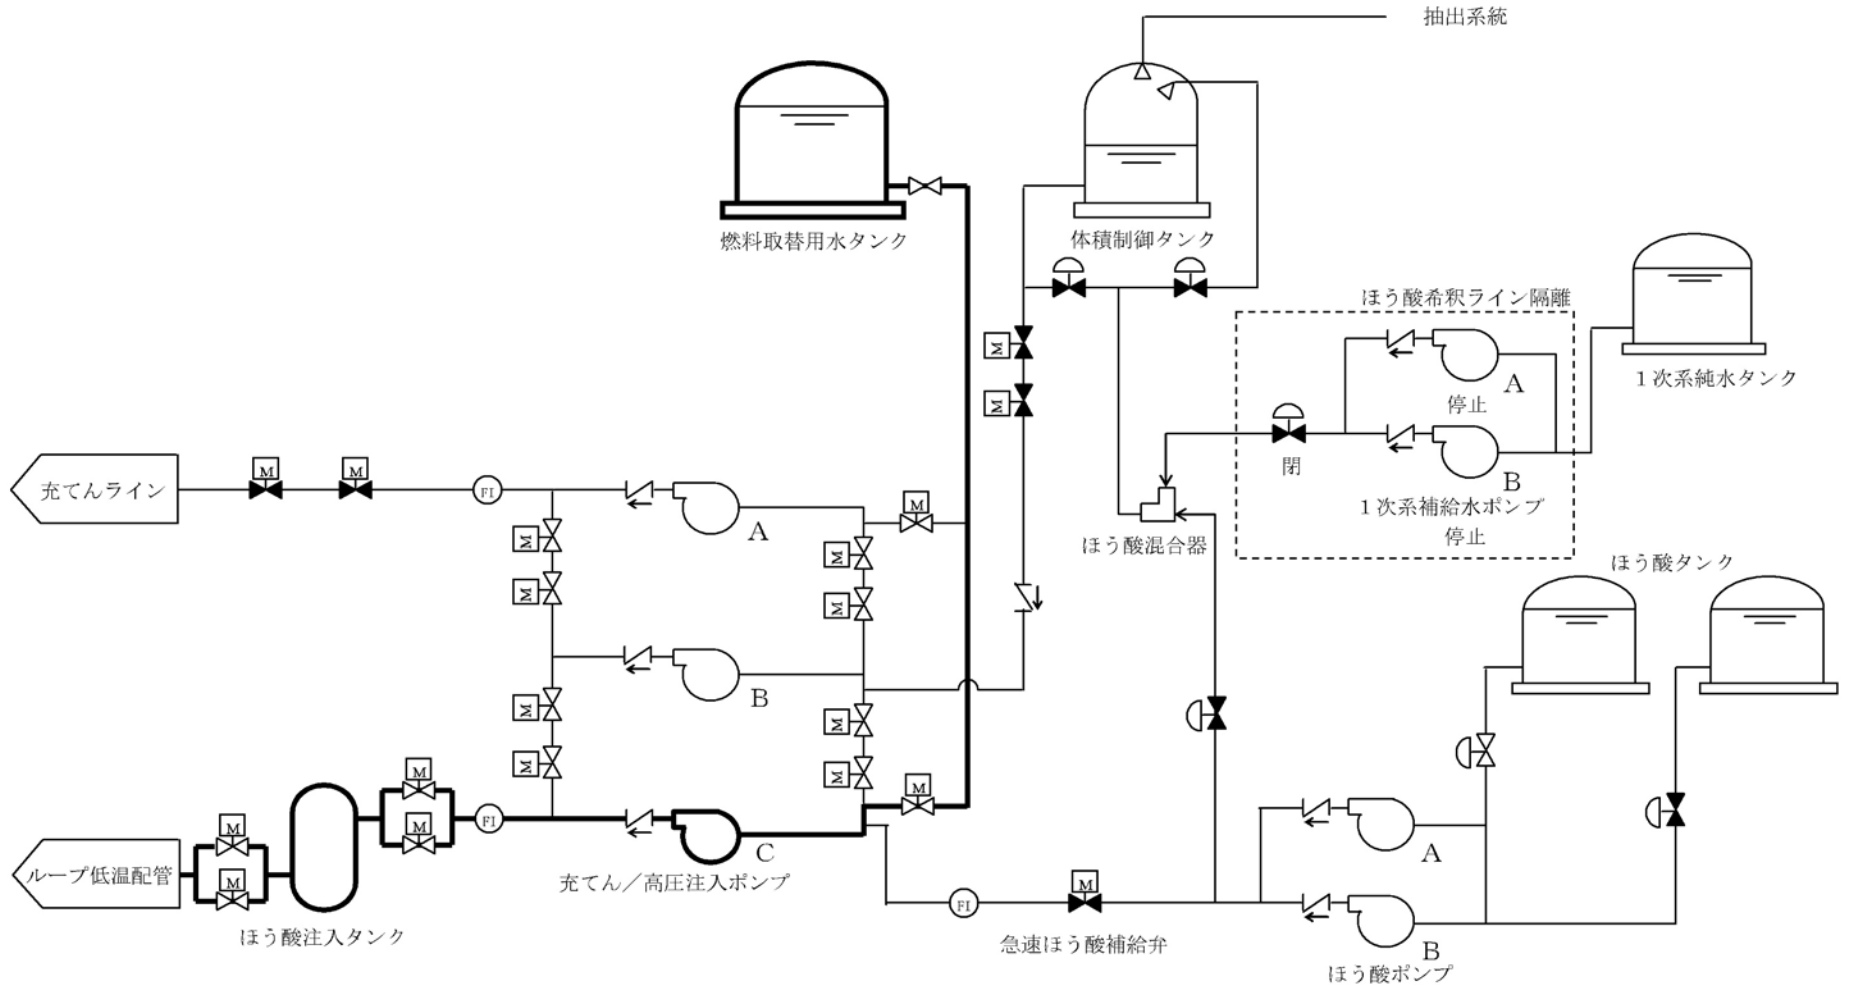 抽出系統
燃料取替用水タンク
体積制御タンク
ほう酸希釈ライン隔離
M
M
A
停止
1次系純水タンク
閉
B
1次系補給水ポンプ
停止
充てんライン
M
M
FI
A
M
M
M
M
M
ほう酸混合器
ほう酸タンク
B
M
M
M
M
M
M
M
FI
C
A
ループ低温配管
M
M
充てん／高圧注入ポンプ
FI
M
ほう酸注入タンク
急速ほう酸補給弁
B
ほう酸ポンプ